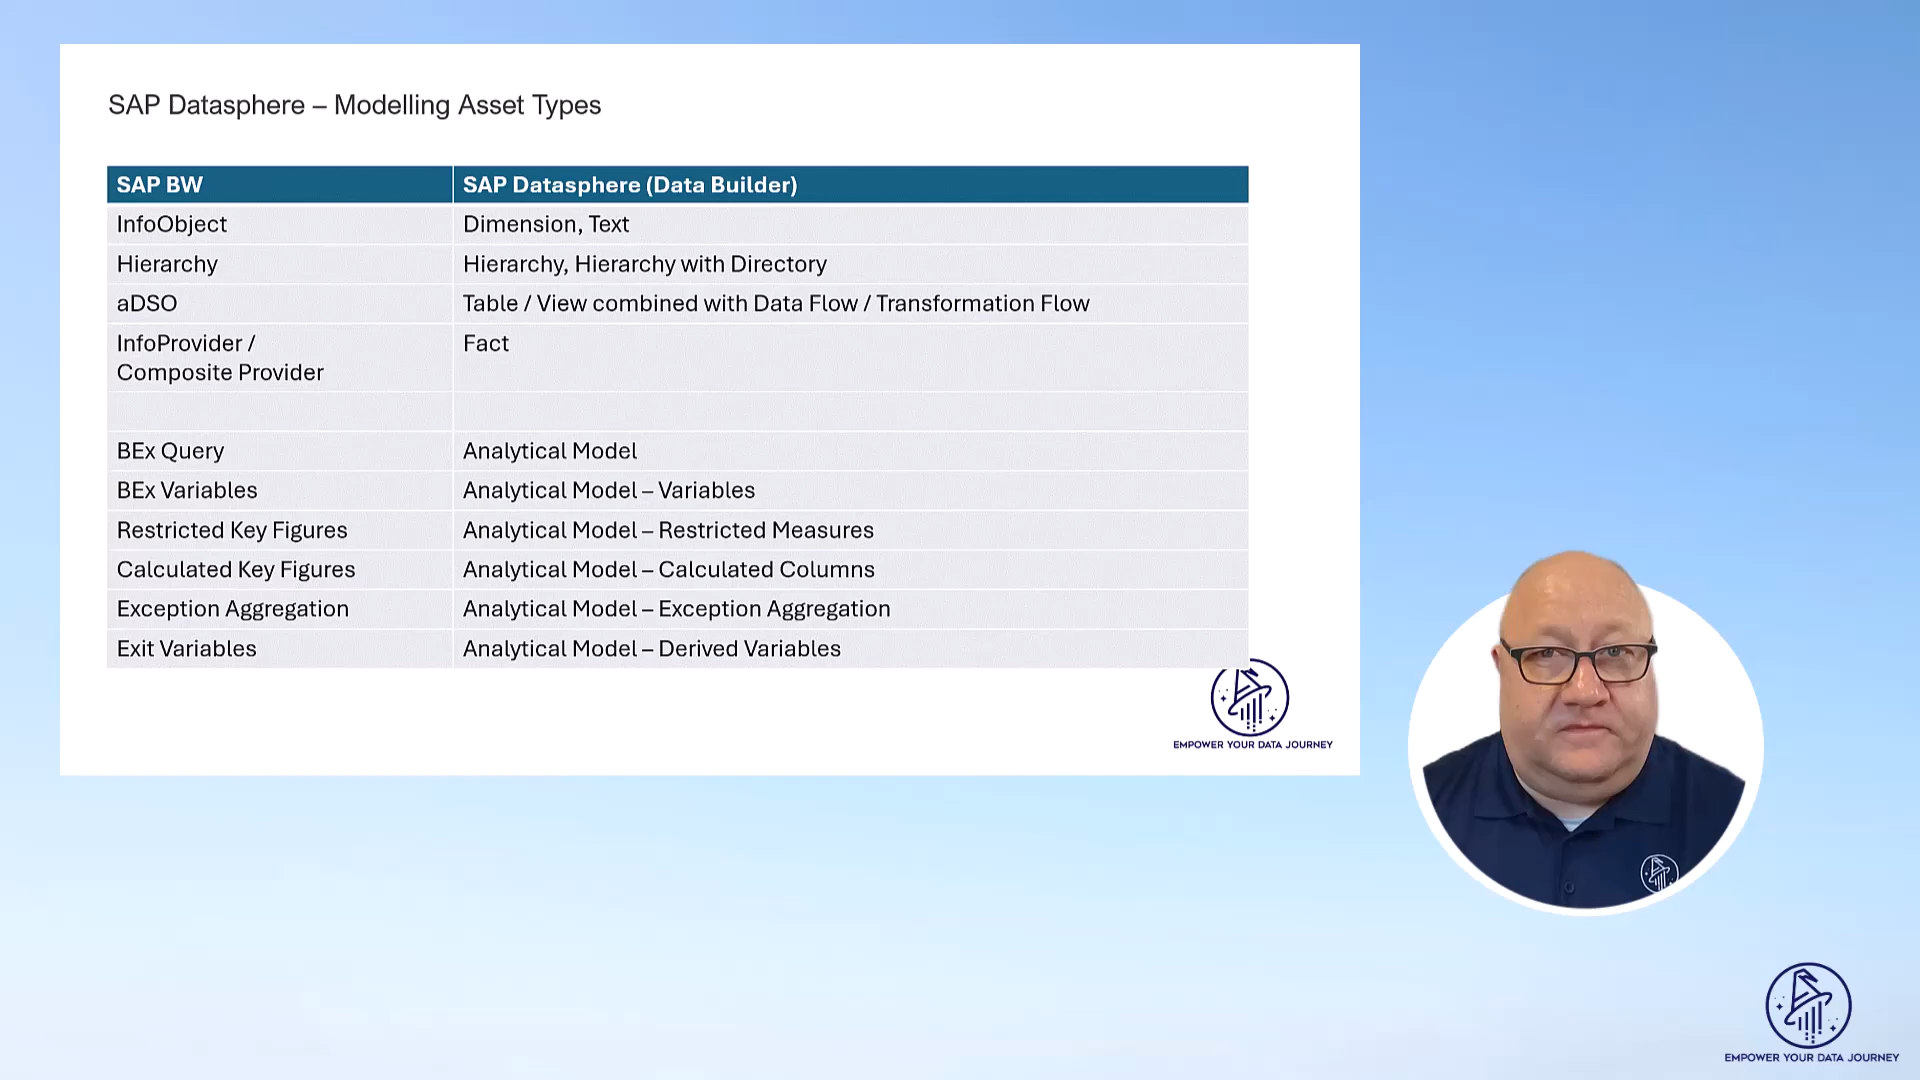 SAP Datasphere – Modelling Asset Types
SAP BW SAP Datasphere (Data Builder)
InfoObject Dimension, Text
Hierarchy Hierarchy, Hierarchy with Directory
aDSO Table / View combined with Data Flow / Transformation Flow
InfoProvider / Fact
Composite Provider
BEx Query Analytical Model
BEx Variables Analytical Model – Variables
Restricted Key Figures Analytical Model – Restricted Measures
Calculated Key Figures Analytical Model – Calculated Columns
Exception Aggregation Analytical Model – Exception Aggregation
Exit Variables Analytical Model – Derived Variables
EMPOWER YOUR DATA JOURNEY
EMPOWER YOUR DATA JOURNEY